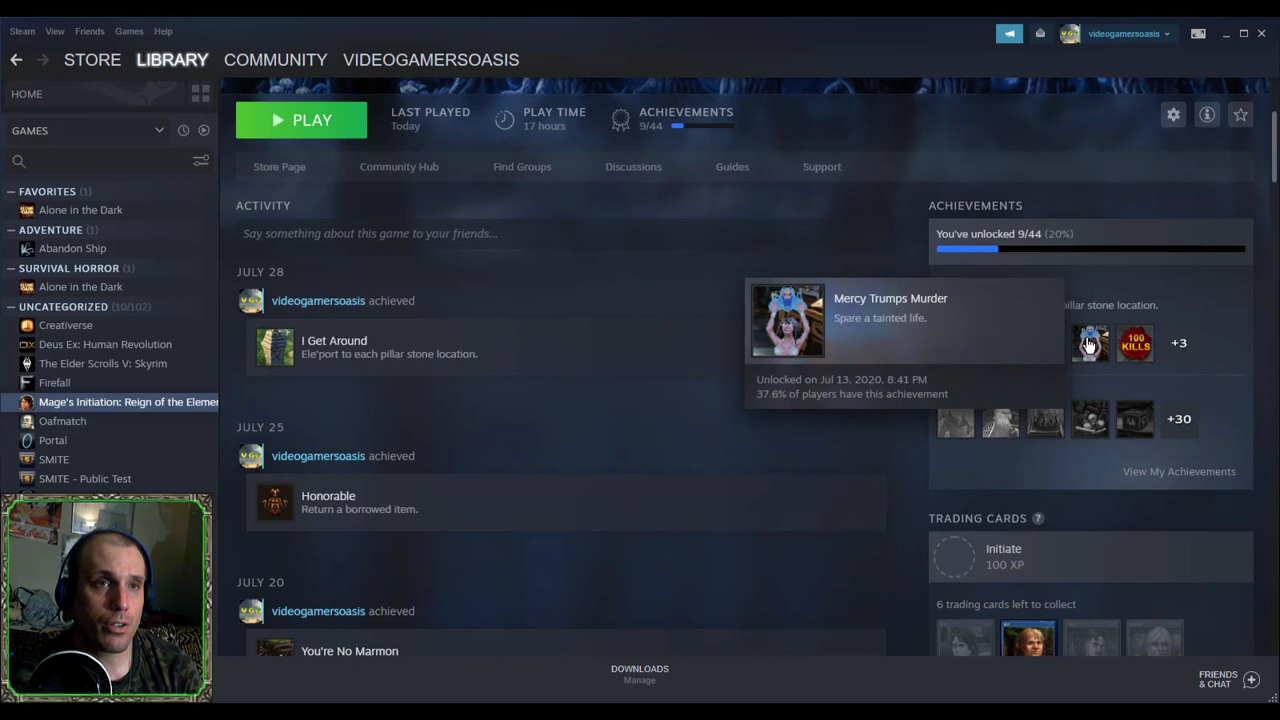 Steam View Friends Games Help
videogamersoasis
STORE LIBRARY COMMUNITY VIDEOGAMERSOASIS
HOME
GAMES
FAVORITES (1)
Alone in the Dark
ADVENTURE (1)
Abandon Ship
SURVIVAL HORROR (1)
Alone in the Dark
UNCATEGORIZED (10/102)
Creativerse
Deus Ex: Human Revolution
The Elder Scrolls V: Skyrim
Firefall
Mage's Initiation: Reign of the Elemen
Oafmatch
Portal
SMITE
SMITE - Public Test
PLAY
LAST PLAYED
Today
PLAY TIME
17 hours
ACHIEVEMENTS
9/44
Store Page Community Hub Find Groups Discussions Guides Support
ACTIVITY
Say something about this game to your friends...
JULY 28
videogamersoasis achieved
I Get Around
Ele'port to each pillar stone location.
JULY 25
videogamersoasis achieved
Honorable
Return a borrowed item.
JULY 20
videogamersoasis achieved
You're No Marmon
ACHIEVEMENTS
You've unlocked 9/44 (20%)
Mercy Trumps Murder
Spare a tainted life.
Unlocked on Jul 13, 2020, 8:41 PM
37.6% of players have this achievement
pillar stone location.
100
KILLS
+3
+30
View My Achievements
TRADING CARDS ?
Initiate
100 XP
6 trading cards left to collect
DOWNLOADS
Manage
FRIENDS
& CHAT